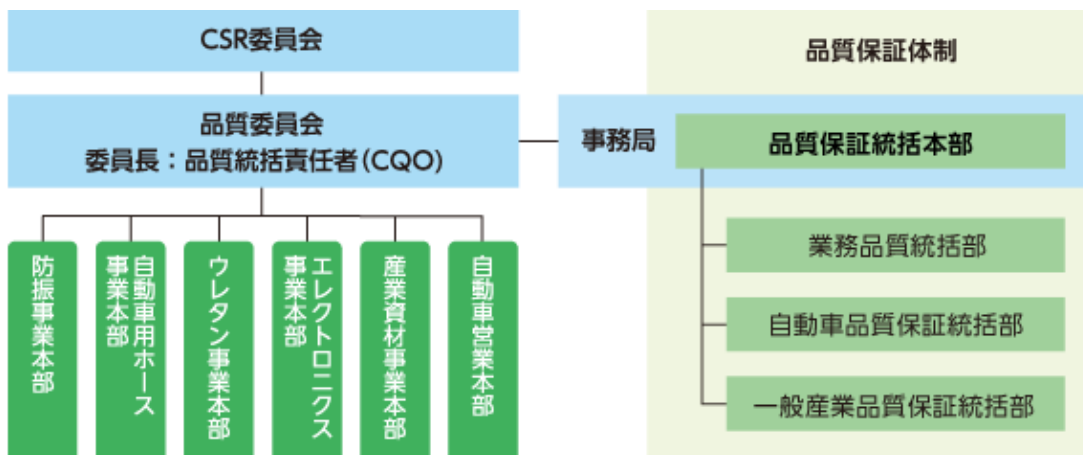 CSR委員会
品質委員会
委員長：品質統括責任者(CQO)
防振事業本部
自動車用ホース
事業本部
ウレタン事業本部
エレクトロニクス
事業本部
産業資材事業本部
自動車営業本部
品質保証体制
事務局
品質保証統括本部
業務品質統括部
自動車品質保証統括部
一般産業品質保証統括部